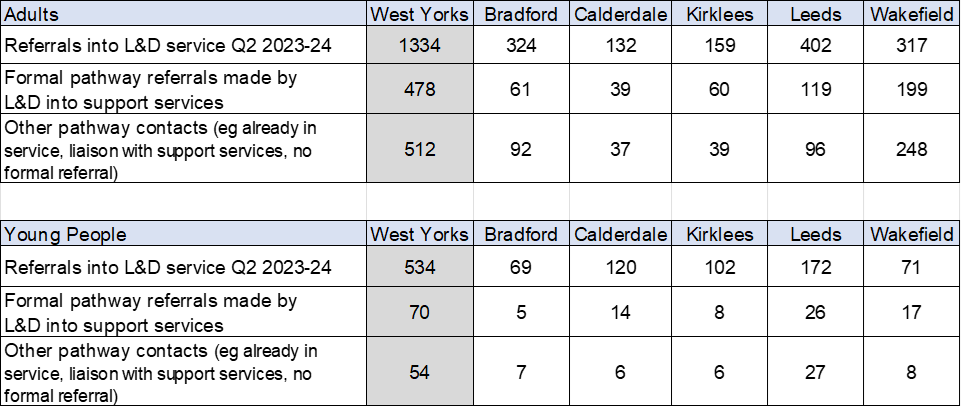 Adults West Yorks Bradford Calderdale Kirklees Leeds Wakefield
Referrals into L&D service Q2 2023-24 1334 324 132 159 402 317
Formal pathway referrals made by
L&D into support services 478 61 39 60 119 199
Other pathway contacts (eg already in
service, liaison with support services, no 512 92 37 39 96 248
formal referral)
Young People West Yorks Bradford Calderdale Kirklees Leeds Wakefield
Referrals into L&D service Q2 2023-24 534 69 120 102 172 71
Formal pathway referrals made by
L&D into support services 70 5 14 8 26 17
Other pathway contacts (eg already in
service, liaison with support services, no 54 7 6 6 27 8
formal referral)